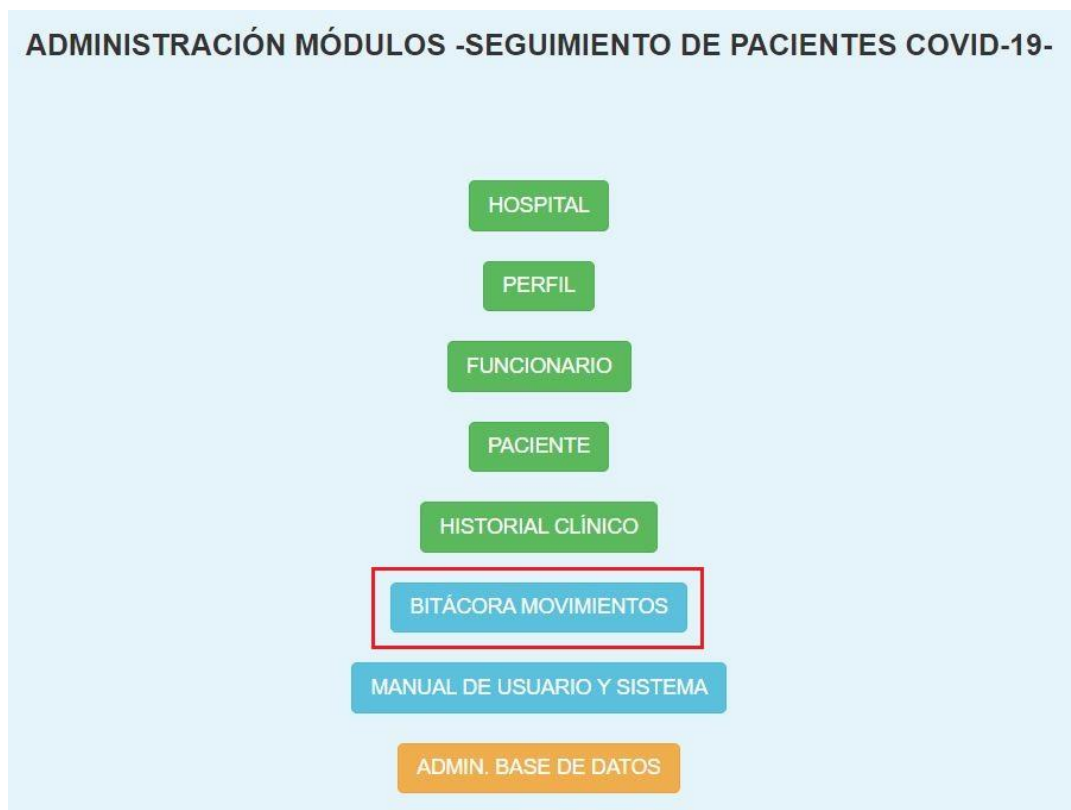 ADMINISTRACIÓN MÓDULOS -SEGUIMIENTO DE PACIENTES COVID-19-
HOSPITAL
PERFIL
FUNCIONARIO
PACIENTE
HISTORIAL CLÍNICO
BITÁCORA MOVIMIENTOS
MANUAL DE USUARIO Y SISTEMA
ADMIN. BASE DE DATOS